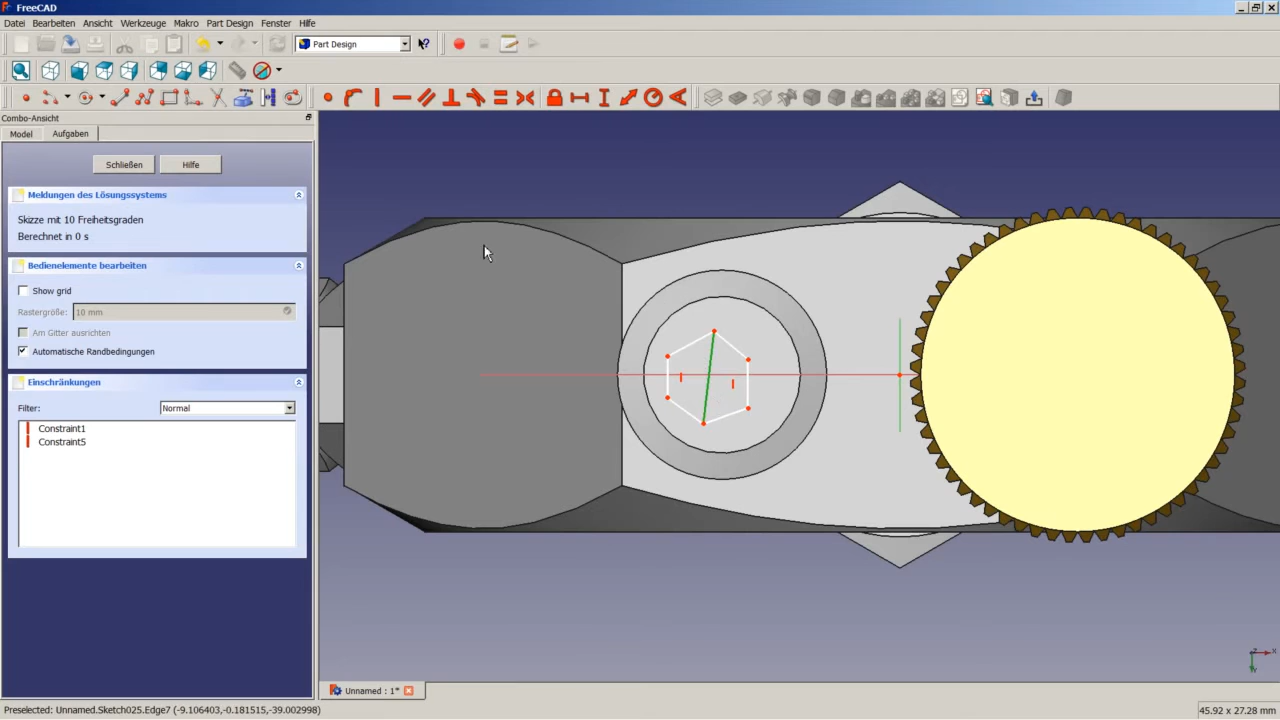 FreeCAD
Datei Bearbeiten Ansicht Werkzeuge Makro Part Design Fenster Hilfe
Part Design
Combo-Ansicht
Model Aufgaben
Schließen Hilfe
Meldungen des Lösungssystems
Skizze mit 10 Freiheitsgraden
Berechnet in 0 s
Bedienelemente bearbeiten
Show grid
Rastergröße: 10 mm
Am Gitter ausrichten
Automatische Randbedingungen
Einschränkungen
Filter: Normal
Constraint1
Constraint5
Unnamed : 1*
Preselected: Unnamed.Sketch025.Edge7 (-9.106403,-0.181515,-39.002998)
45.92 x 27.28 mm